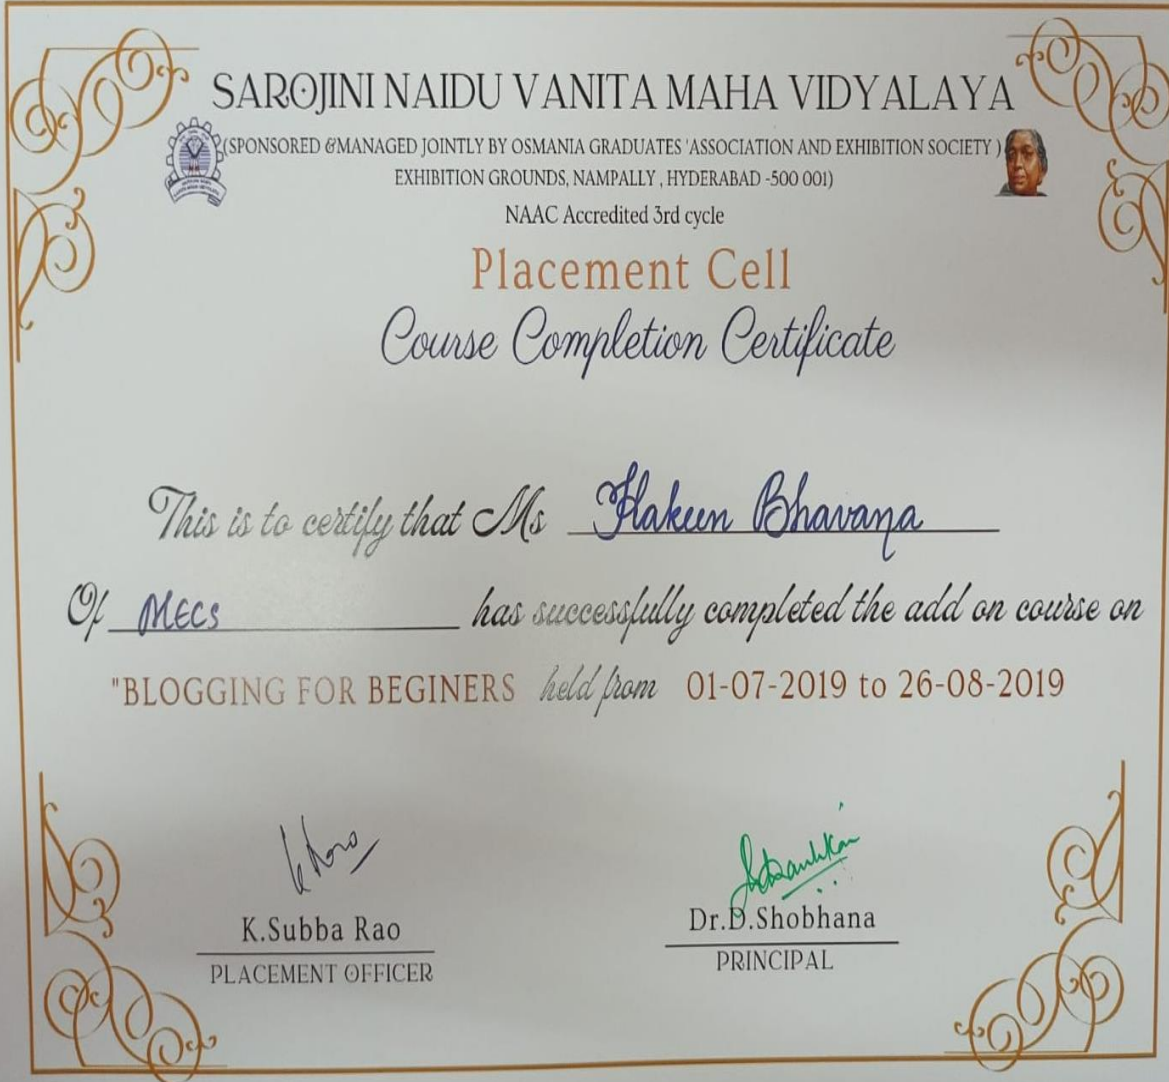 SAROJINI NAIDU VANITA MAHA VIDYALAYA
(SPONSORED &MANAGED JOINTLY BY OSMANIA GRADUATES 'ASSOCIATION AND EXHIBITION SOCIETY )
EXHIBITION GROUNDS, NAMPALLY , HYDERABAD -500 001)
NAAC Accredited 3rd cycle
Placement Cell
Course Completion Certificate
This is to certify that Ms Bhavana
Of MECS has successfully completed the add on course on
"BLOGGING FOR BEGINERS held from 01-07-2019 to 26-08-2019
K.Subba Rao
PLACEMENT OFFICER
Dr.D.Shobhana
PRINCIPAL